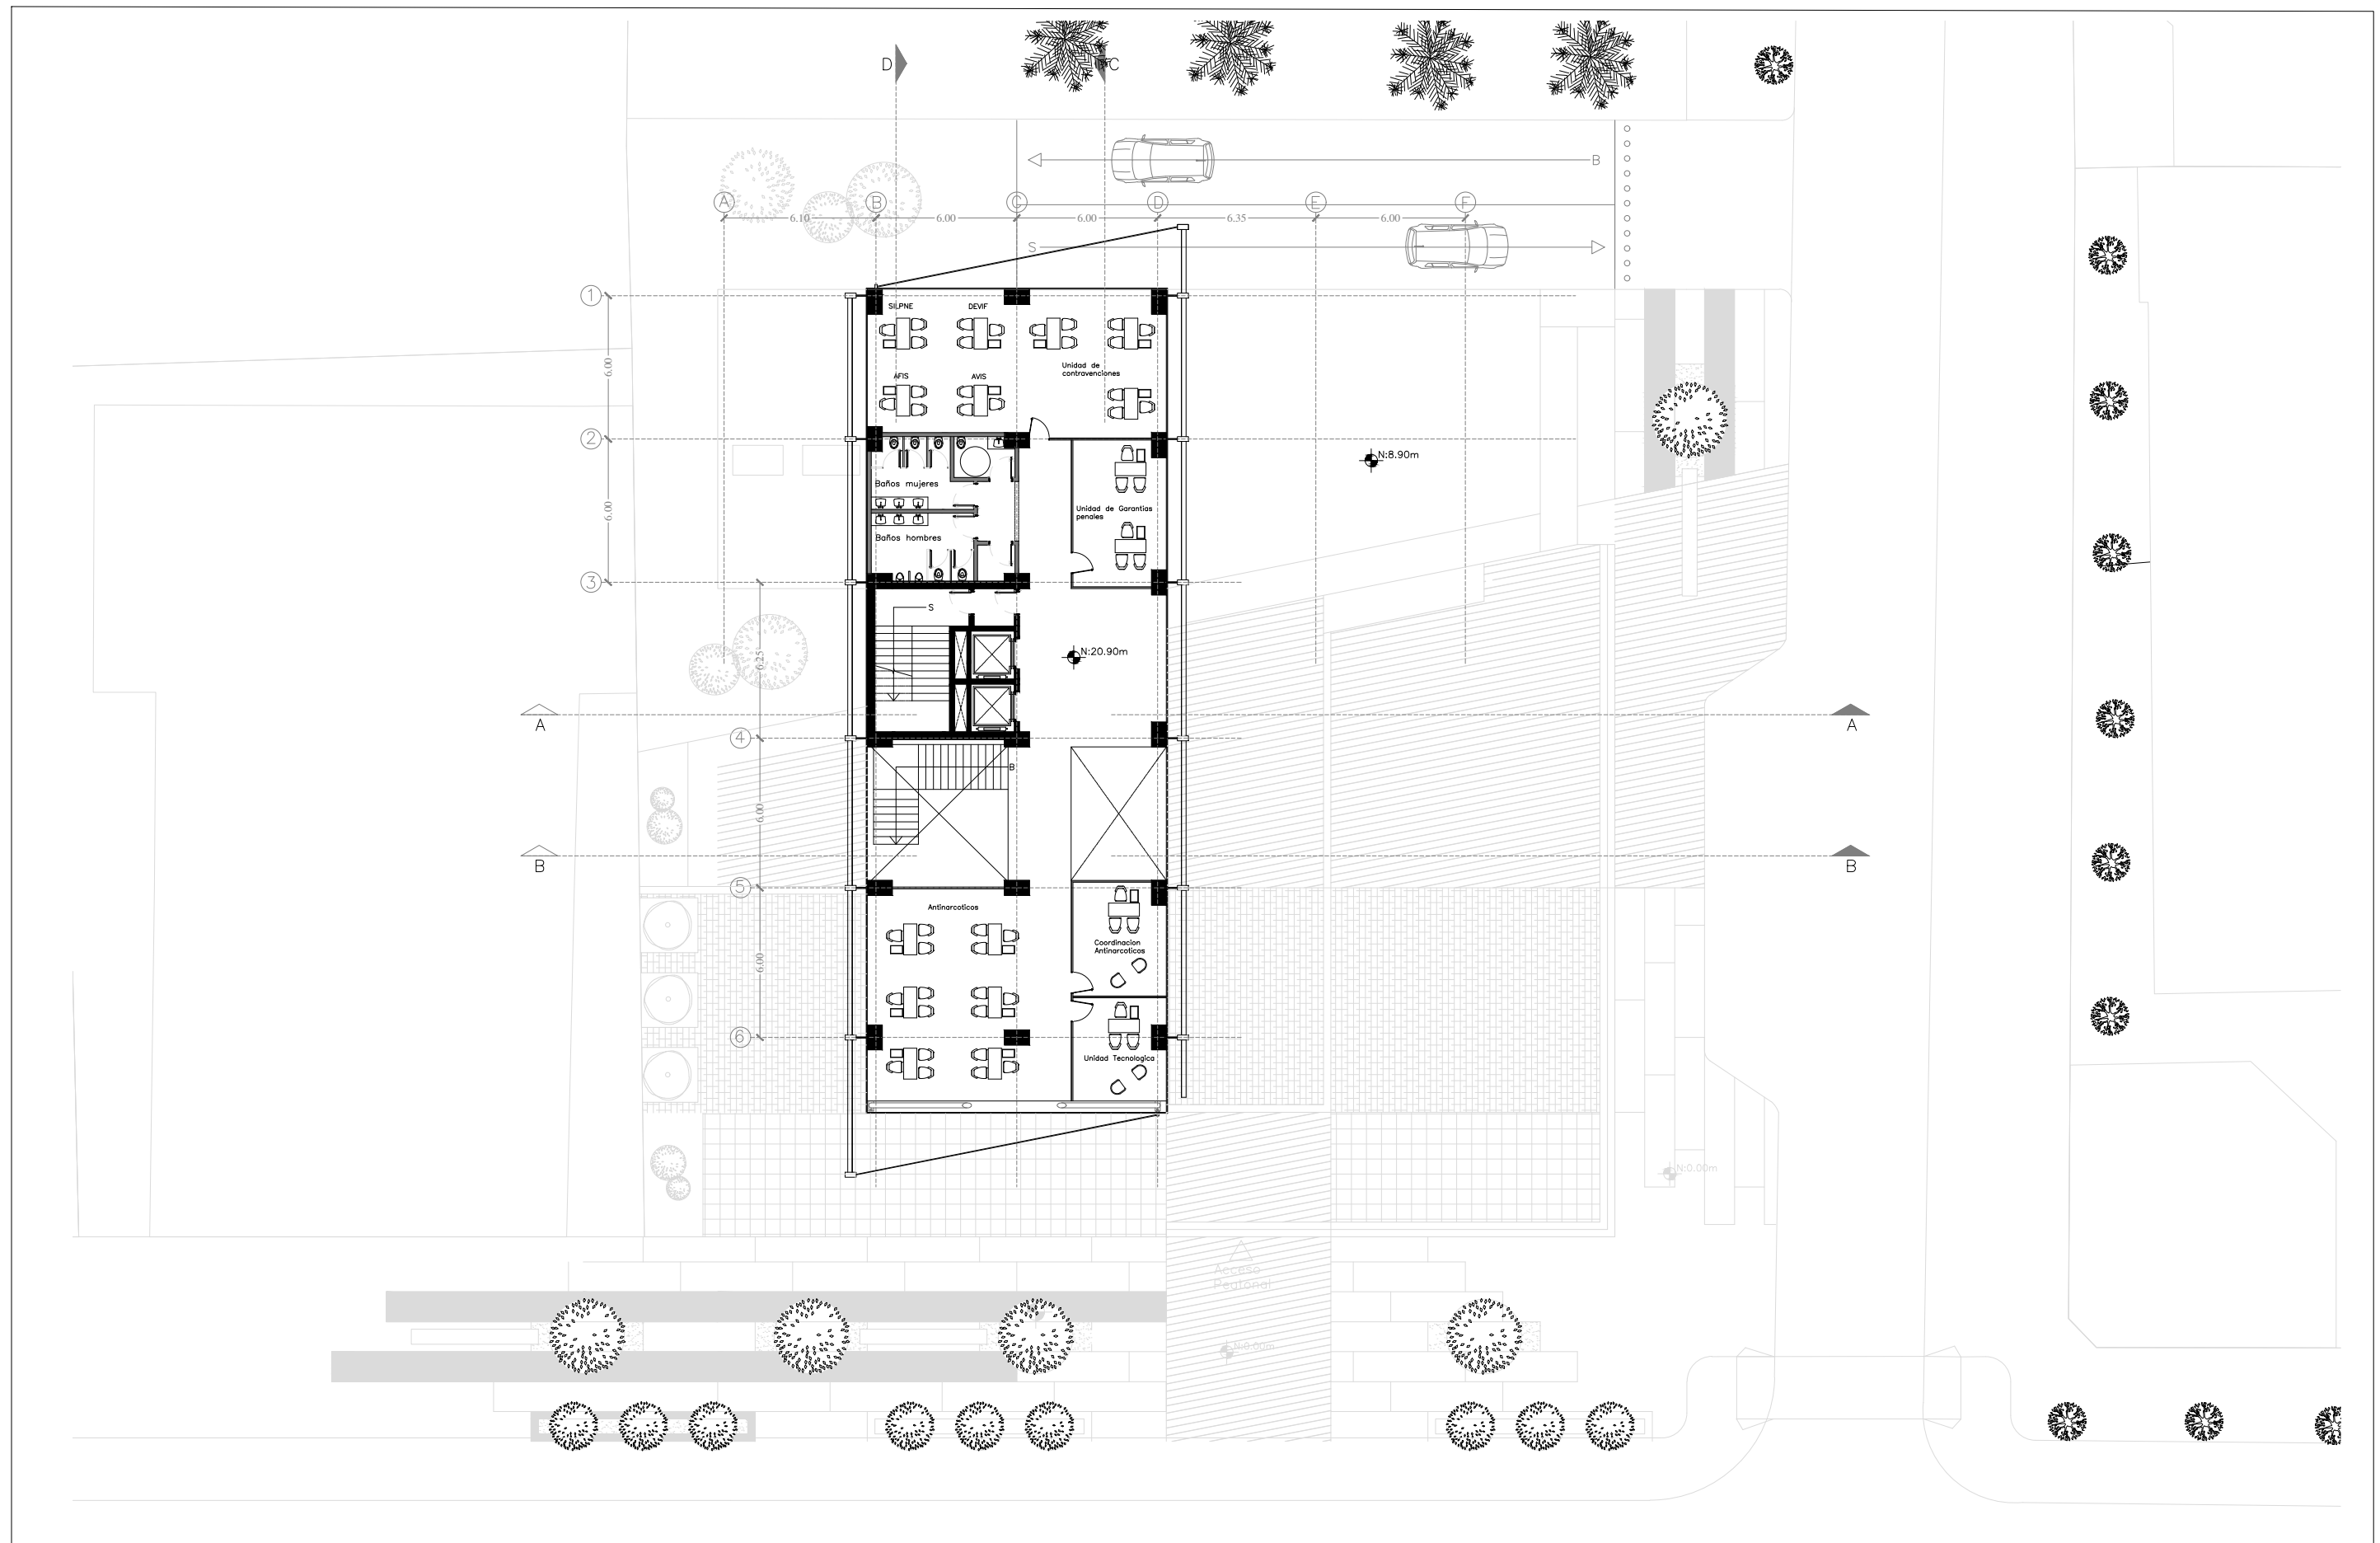 D
C
B
A
B
C
D
E
F
6.10
6.00
6.00
6.35
6.00
S
1
SILPNE
DEVIF
6.00
Unidad de
contravenciones
AFIS
AVIS
2
N:8.90m
Baños mujeres
6.00
Unidad de Garantias
penales
Baños hombres
3
S
N:20.90m
6.25
A
A
4
B
6.00
B
B
5
Antinarcoticos
Coordinacion
Antinarcoticos
6.00
6
Unidad Tecnologica
N:0.00m
Acceso
Peatonal
N:0.00m